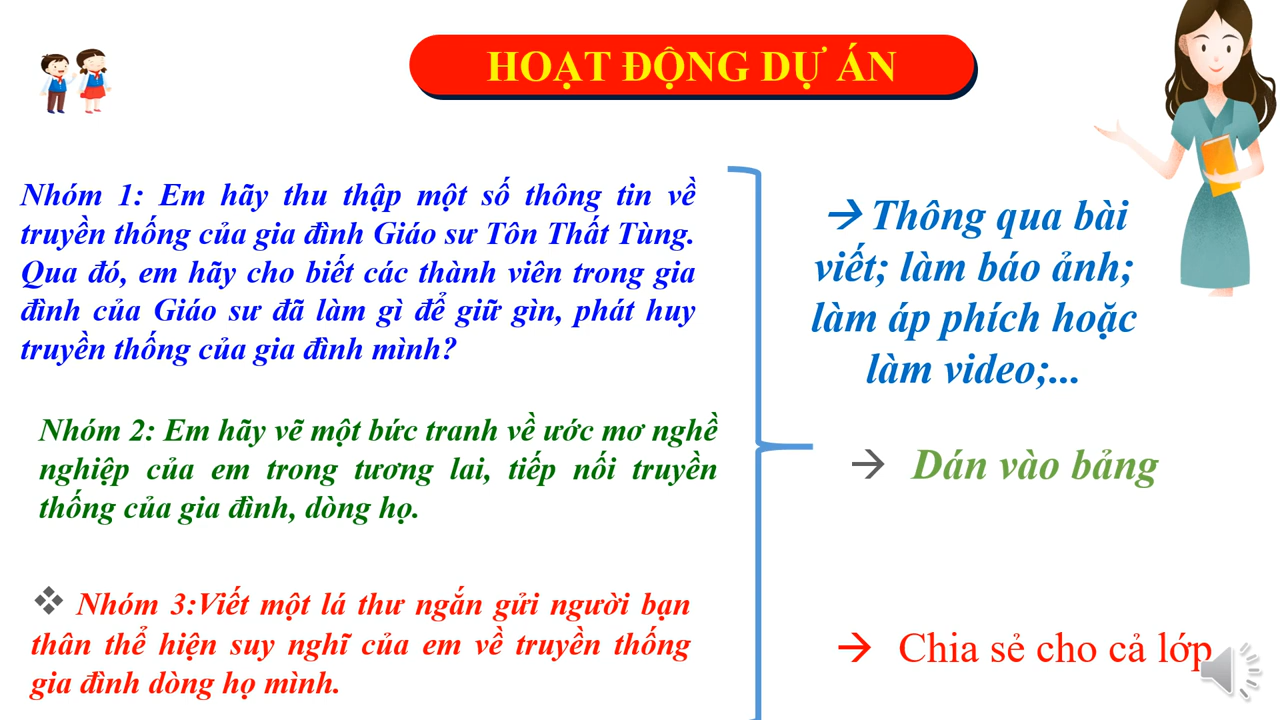 HOẠT ĐỘNG DỰ ÁN
Nhóm 1: Em hãy thu thập một số thông tin về
truyền thống của gia đình Giáo sư Tôn Thất Tùng.
Qua đó, em hãy cho biết các thành viên trong gia
đình của Giáo sư đã làm gì để giữ gìn, phát huy
truyền thống của gia đình mình?
Nhóm 2: Em hãy vẽ một bức tranh về ước mơ nghề
nghiệp của em trong tương lai, tiếp nối truyền
thống của gia đình, dòng họ.
❖ Nhóm 3:Viết một lá thư ngắn gửi người bạn
thân thể hiện suy nghĩ của em về truyền thống
gia đình dòng họ mình.
→ Thông qua bài
viết; làm báo ảnh;
làm áp phích hoặc
làm video;...
→ Dán vào bảng
→ Chia sẻ cho cả lớp